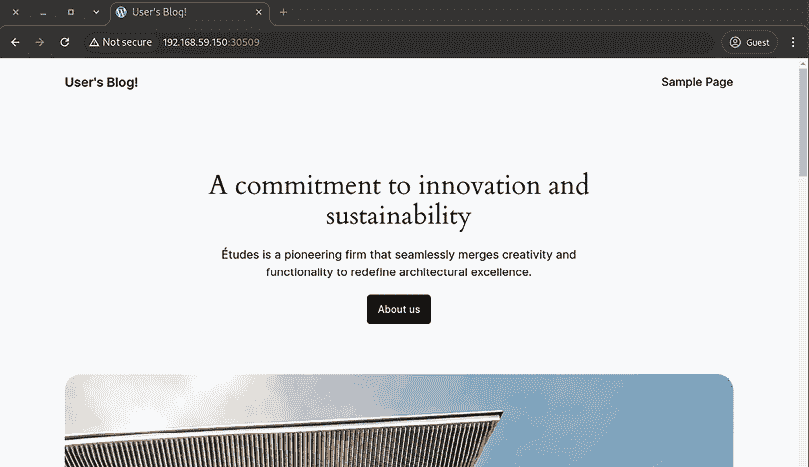 User's Blog!
Not secure 192.168.59.150:30509
Guest
User's Blog!
Sample Page
A commitment to innovation and
sustainability
Études is a pioneering firm that seamlessly merges creativity and
functionality to redefine architectural excellence.
About us